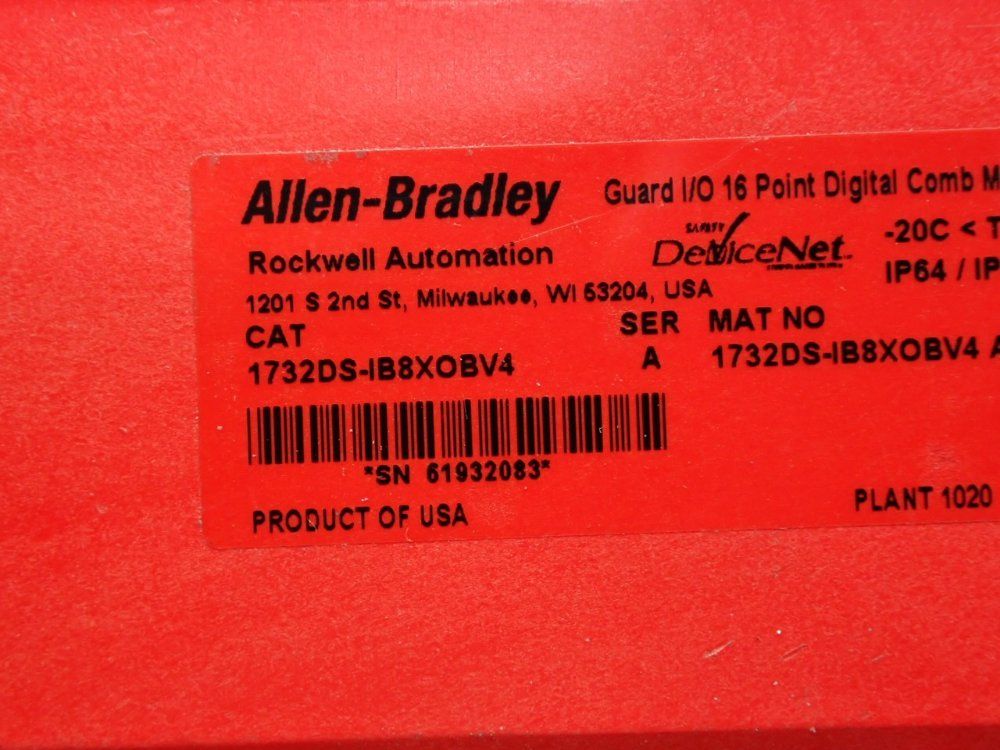 Allen-Bradley
Guard I/O 16 Point Digital Comb M
Rockwell Automation
SAFETY
DeviceNet
-20C < T
1201 S 2nd St, Milwaukee, WI 53204, USA
IP64 / IP
CAT SER MAT NO
1732DS-IB8XOBV4 A 1732DS-IB8XOBV4 A
*SN 61932083*
PRODUCT OF USA
PLANT 1020